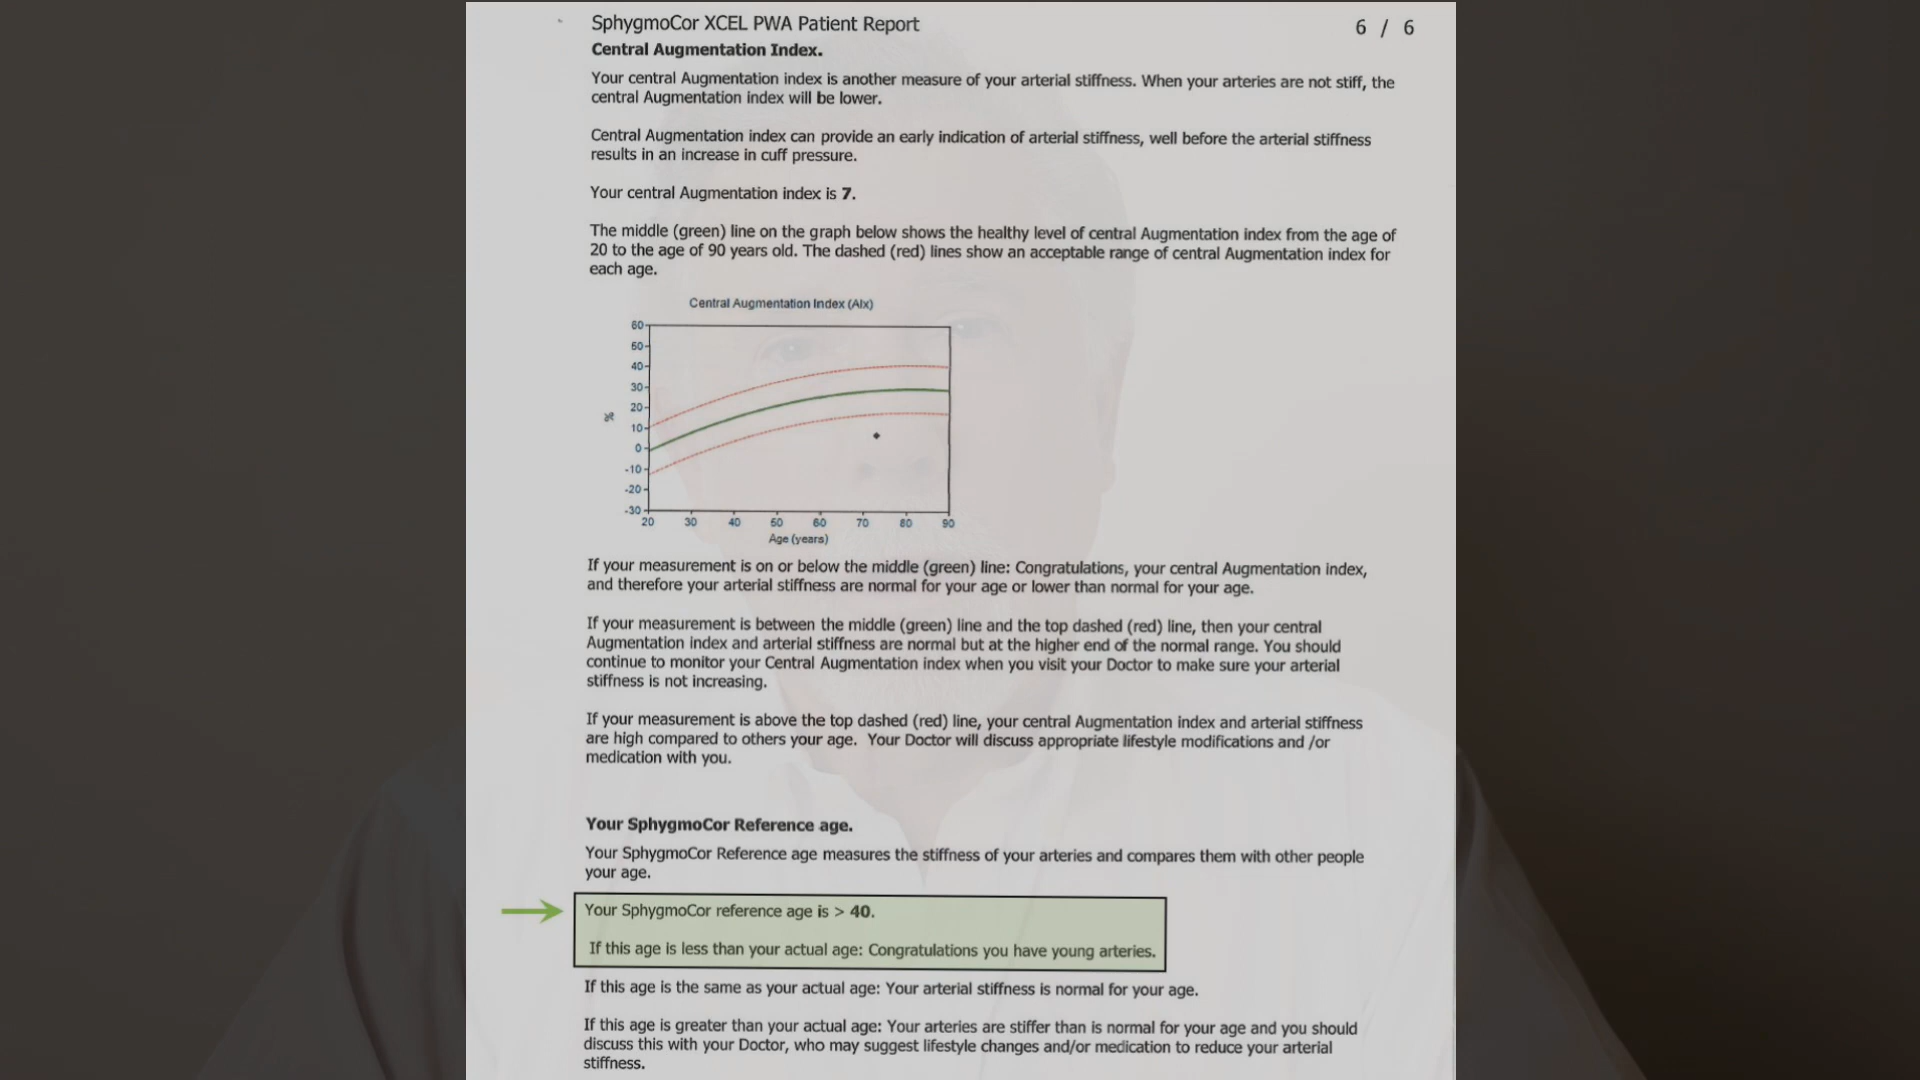 SphygmoCor XCEL PWA Patient Report
6 / 6
Central Augmentation Index.
Your central Augmentation index is another measure of your arterial stiffness. When your arteries are not stiff, the
central Augmentation index will be lower.
Central Augmentation index can provide an early indication of arterial stiffness, well before the arterial stiffness
results in an increase in cuff pressure.
Your central Augmentation index is 7.
The middle (green) line on the graph below shows the healthy level of central Augmentation index from the age of
20 to the age of 90 years old. The dashed (red) lines show an acceptable range of central Augmentation index for
each age.
Central Augmentation Index (AIx)
60
50
40
30
20
%
10
0
-10
-20
-30
20 30 40 50 60 70 80 90
Age (years)
If your measurement is on or below the middle (green) line: Congratulations, your central Augmentation index,
and therefore your arterial stiffness are normal for your age or lower than normal for your age.
If your measurement is between the middle (green) line and the top dashed (red) line, then your central
Augmentation index and arterial stiffness are normal but at the higher end of the normal range. You should
continue to monitor your Central Augmentation index when you visit your Doctor to make sure your arterial
stiffness is not increasing.
If your measurement is above the top dashed (red) line, your central Augmentation index and arterial stiffness
are high compared to others your age. Your Doctor will discuss appropriate lifestyle modifications and /or
medication with you.
Your SphygmoCor Reference age.
Your SphygmoCor Reference age measures the stiffness of your arteries and compares them with other people
your age.
Your SphygmoCor reference age is > 40.
If this age is less than your actual age: Congratulations you have young arteries.
If this age is the same as your actual age: Your arterial stiffness is normal for your age.
If this age is greater than your actual age: Your arteries are stiffer than is normal for your age and you should
discuss this with your Doctor, who may suggest lifestyle changes and/or medication to reduce your arterial
stiffness.